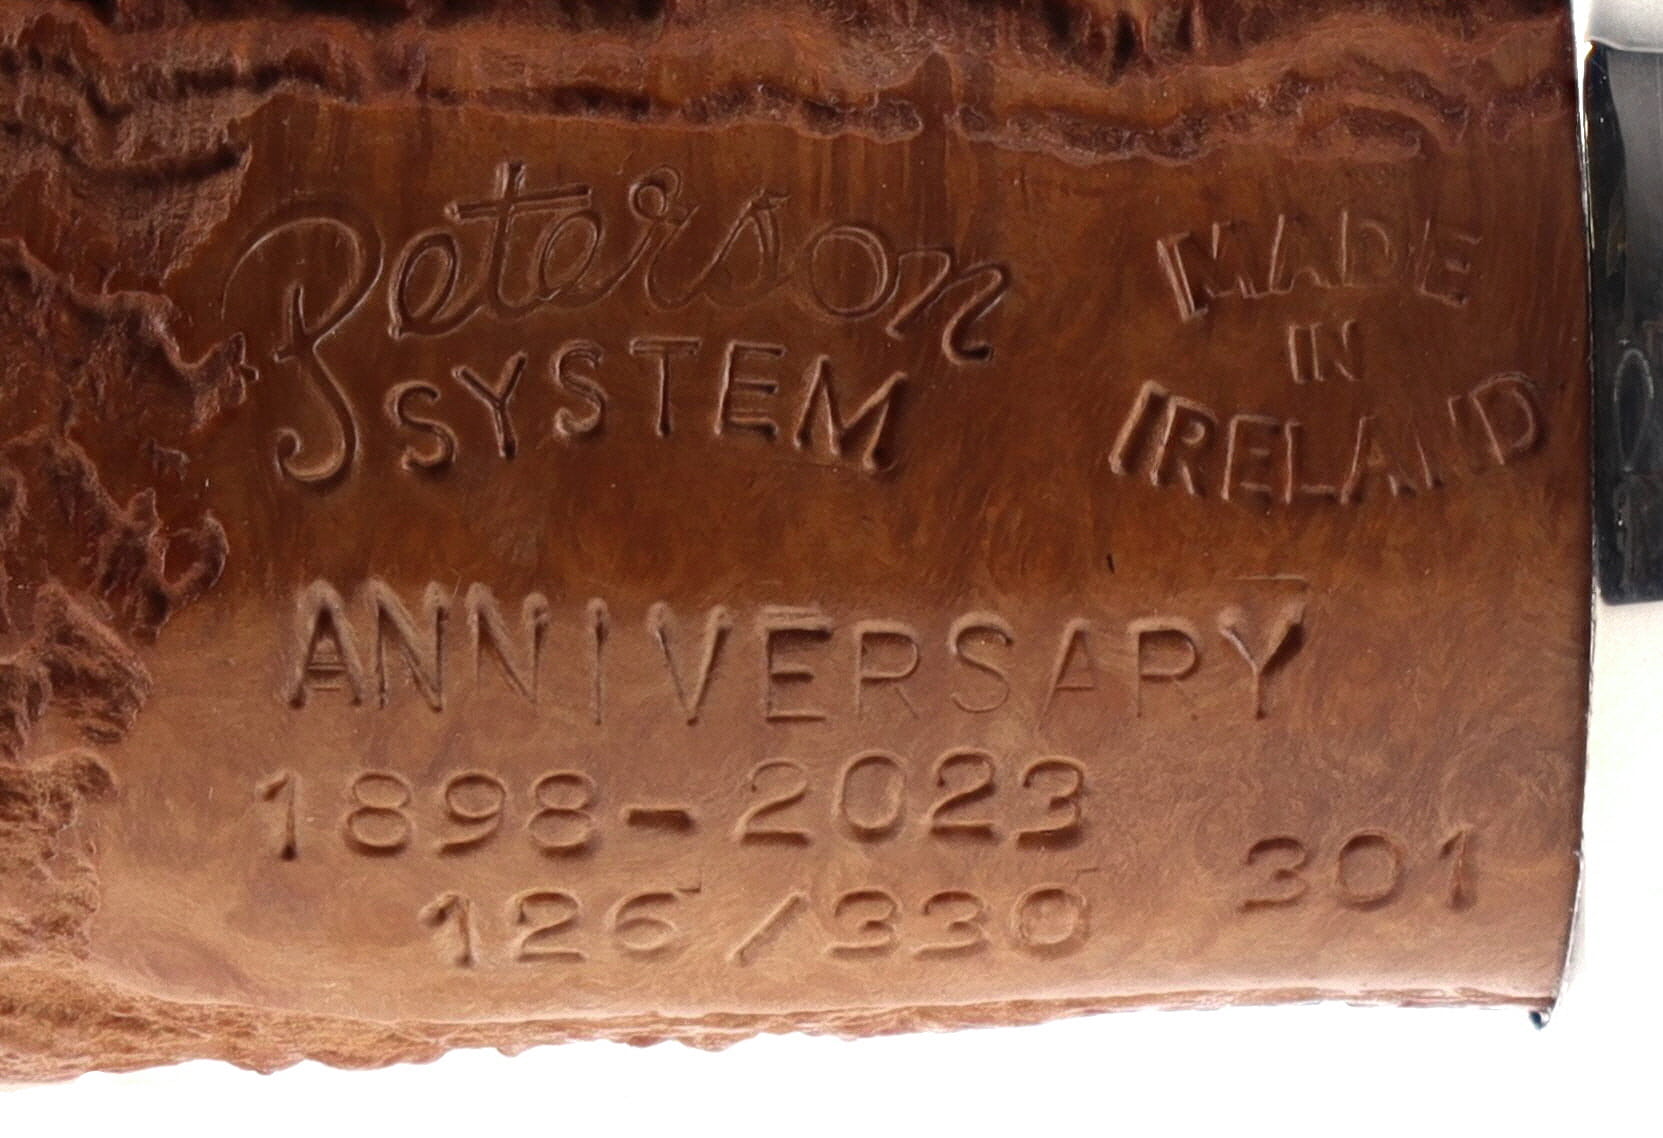 Peterson
SYSTEM
MADE
IN
IRELAND
ANNIVERSARY
1898-2023
126/330
301